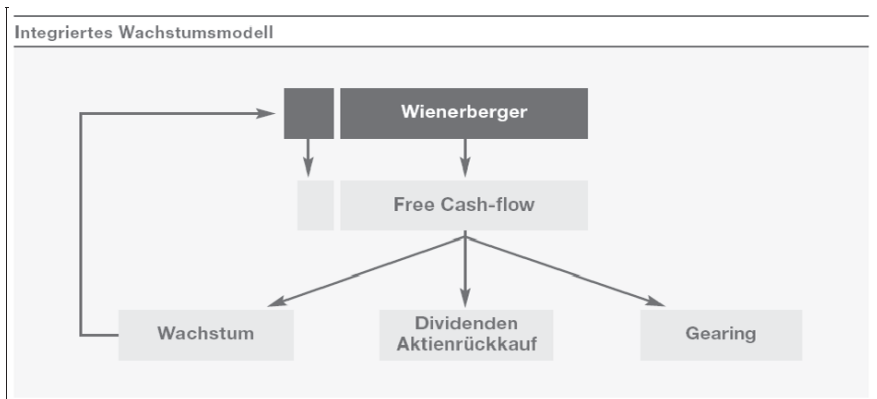 Integriertes Wachstumsmodell
Wienerberger
Free Cash-flow
Wachstum
Dividenden
Aktienrückkauf
Gearing